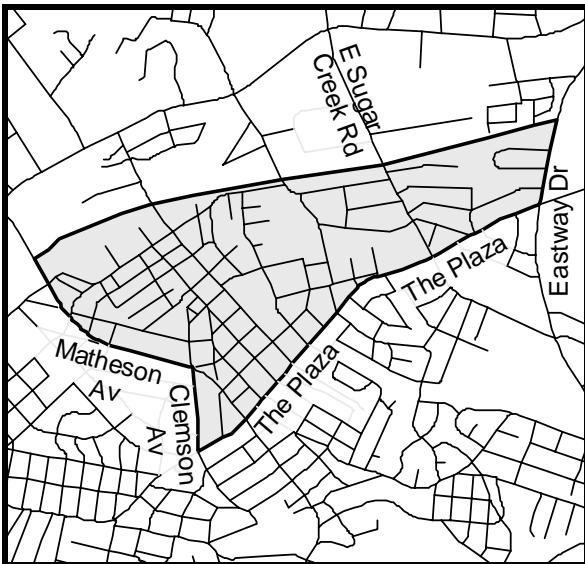 E Sugar
Creek Rd
Eastway Dr
The Plaza
The Plaza
Matheson
Av
Clemson
Av